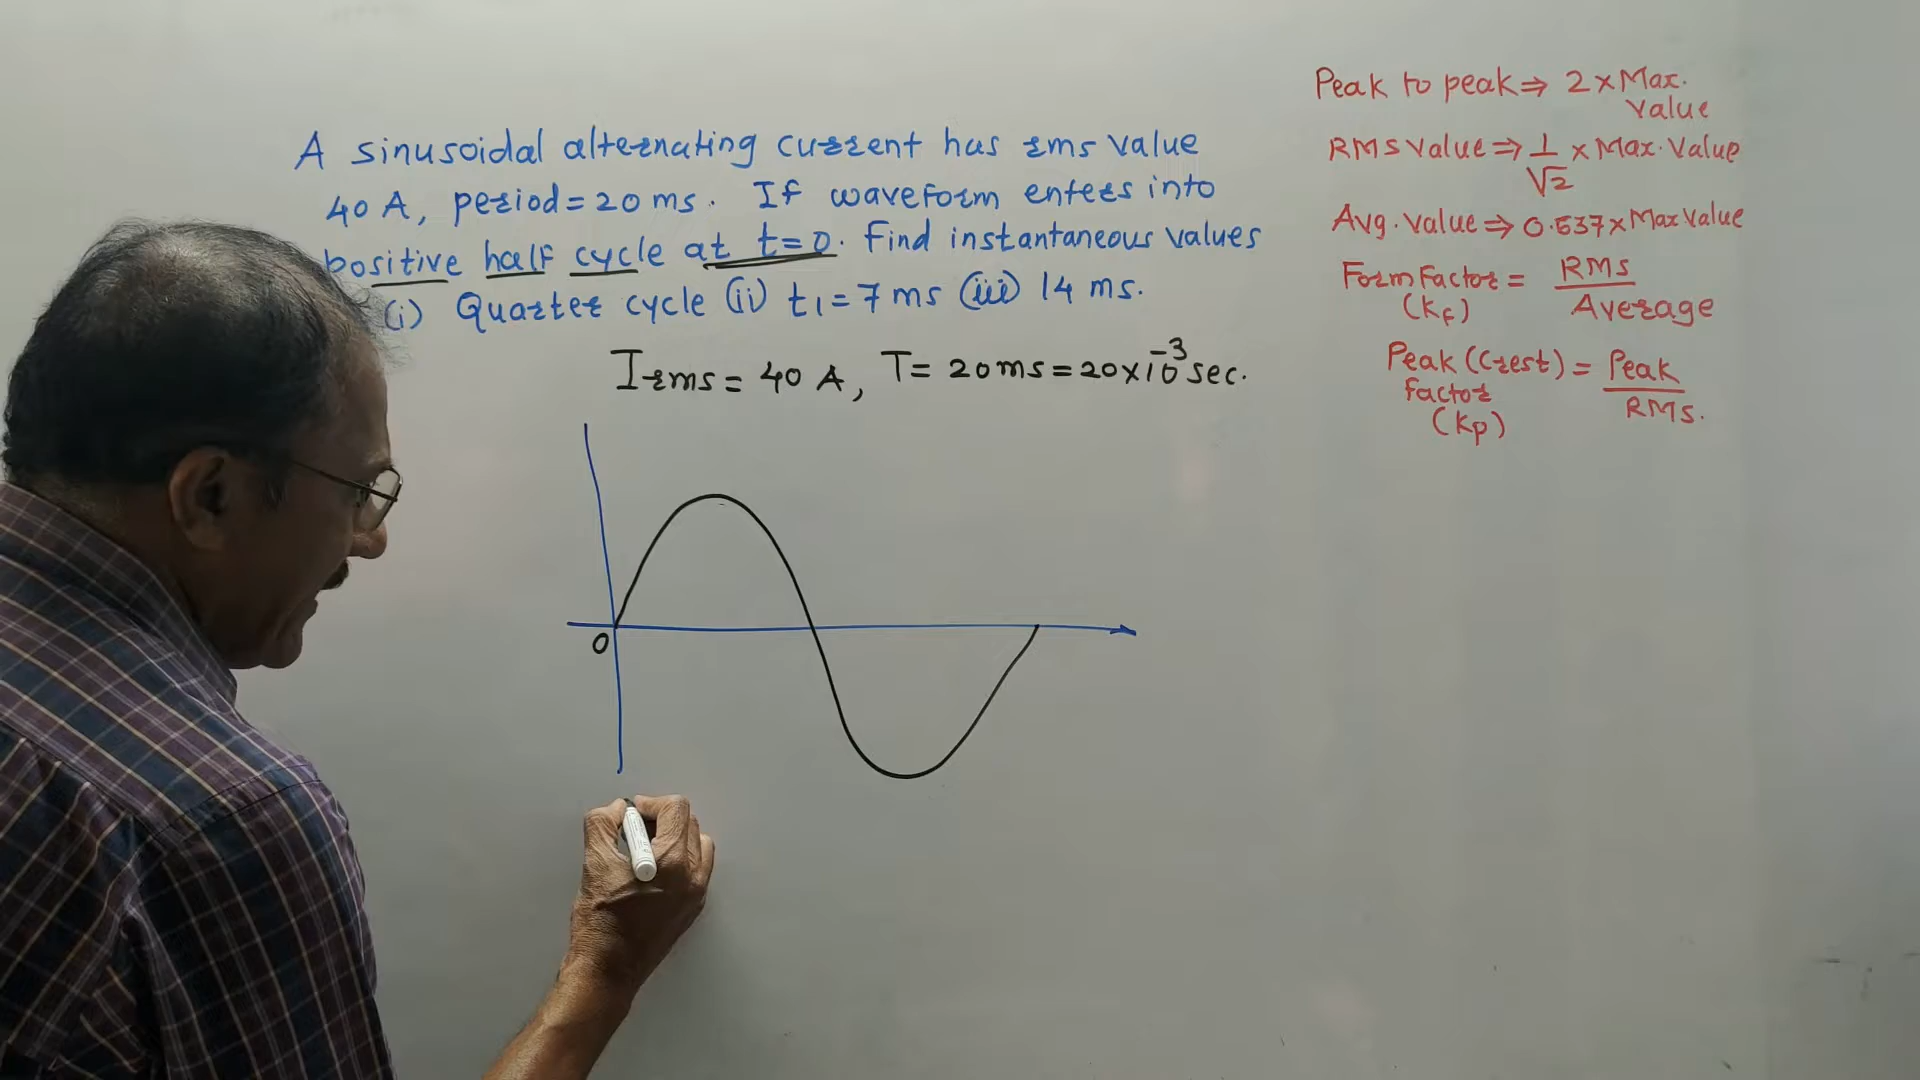 A sinusoidal alternating current has rms value
40 A, period = 20 ms. If waveform enters into
positive half cycle at t=0. Find instantaneous values
(i) Quarter cycle (ii) t1 = 7 ms (iii) 14 ms.
Irms = 40 A, T = 20 ms = 20×10⁻³ sec.
0
Peak to peak ⇒ 2 × Max.
Value
RMS Value ⇒ 1/√2 × Max. Value
Avg. Value ⇒ 0.637 × Max Value
Form Factor = RMS / Average
(Kf)
Peak (Crest) = Peak / RMS.
factor
(Kp)